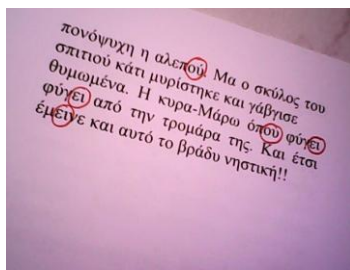 πονόψυχη η αλεπού. Μα ο σκύλος του
σπιτιού κάτι μυρίστηκε και γάβγισε
θυμωμένα. Η κυρα-Μάρω όπου φύγει
φύγει από την τρομάρα της. Και έτσι
έμεινε και αυτό το βράδυ νηστική!!